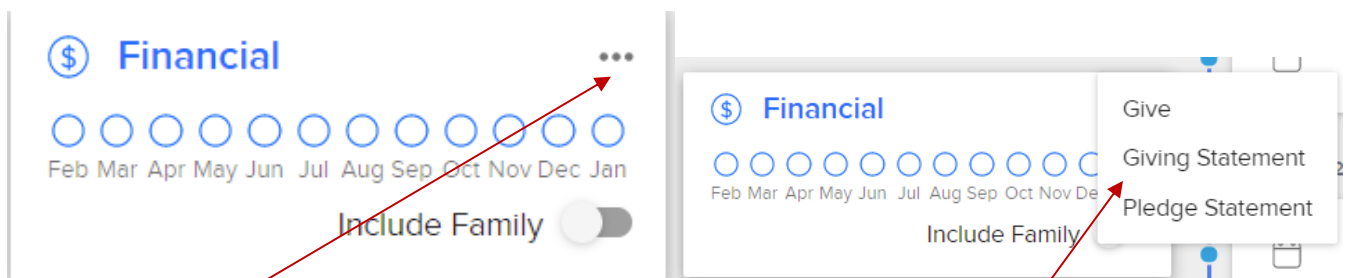 $ Financial
Feb Mar Apr May Jun Jul Aug Sep Oct Nov Dec Jan
Include Family
$ Financial
Feb Mar Apr May Jun Jul Aug Sep Oct Nov De
Include Family
Give
Giving Statement
Pledge Statement